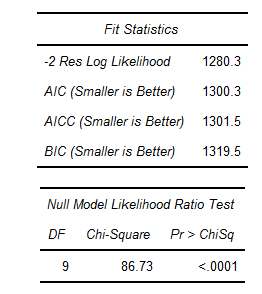 Fit Statistics
-2 Res Log Likelihood 1280.3
AIC (Smaller is Better) 1300.3
AICC (Smaller is Better) 1301.5
BIC (Smaller is Better) 1319.5
Null Model Likelihood Ratio Test
DF Chi-Square Pr > ChiSq
9 86.73 <.0001